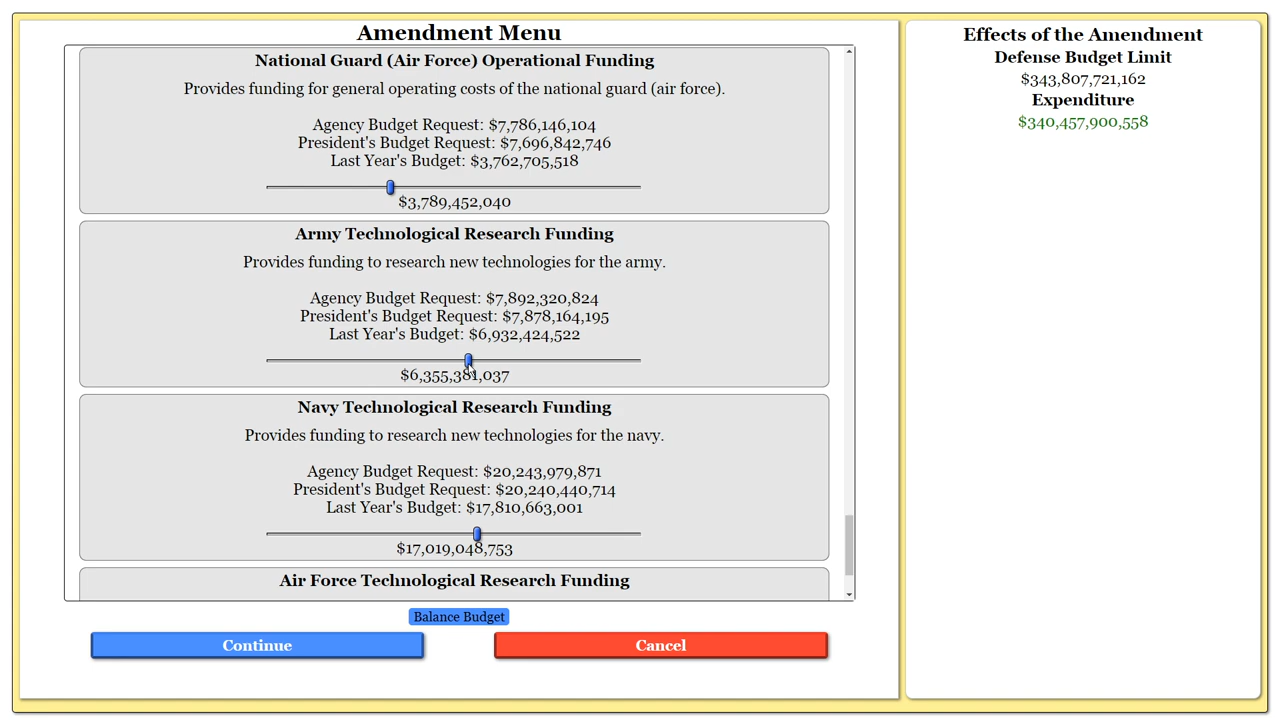 Amendment Menu
National Guard (Air Force) Operational Funding
Provides funding for general operating costs of the national guard (air force).
Agency Budget Request: $7,786,146,104
President's Budget Request: $7,696,842,746
Last Year's Budget: $3,762,705,518
$3,789,452,040
Army Technological Research Funding
Provides funding to research new technologies for the army.
Agency Budget Request: $7,892,320,824
President's Budget Request: $7,878,164,195
Last Year's Budget: $6,932,424,522
$6,355,381,037
Navy Technological Research Funding
Provides funding to research new technologies for the navy.
Agency Budget Request: $20,243,979,871
President's Budget Request: $20,240,440,714
Last Year's Budget: $17,810,663,001
$17,019,048,753
Air Force Technological Research Funding
Balance Budget
Continue
Cancel
Effects of the Amendment
Defense Budget Limit
$343,807,721,162
Expenditure
$340,457,900,558